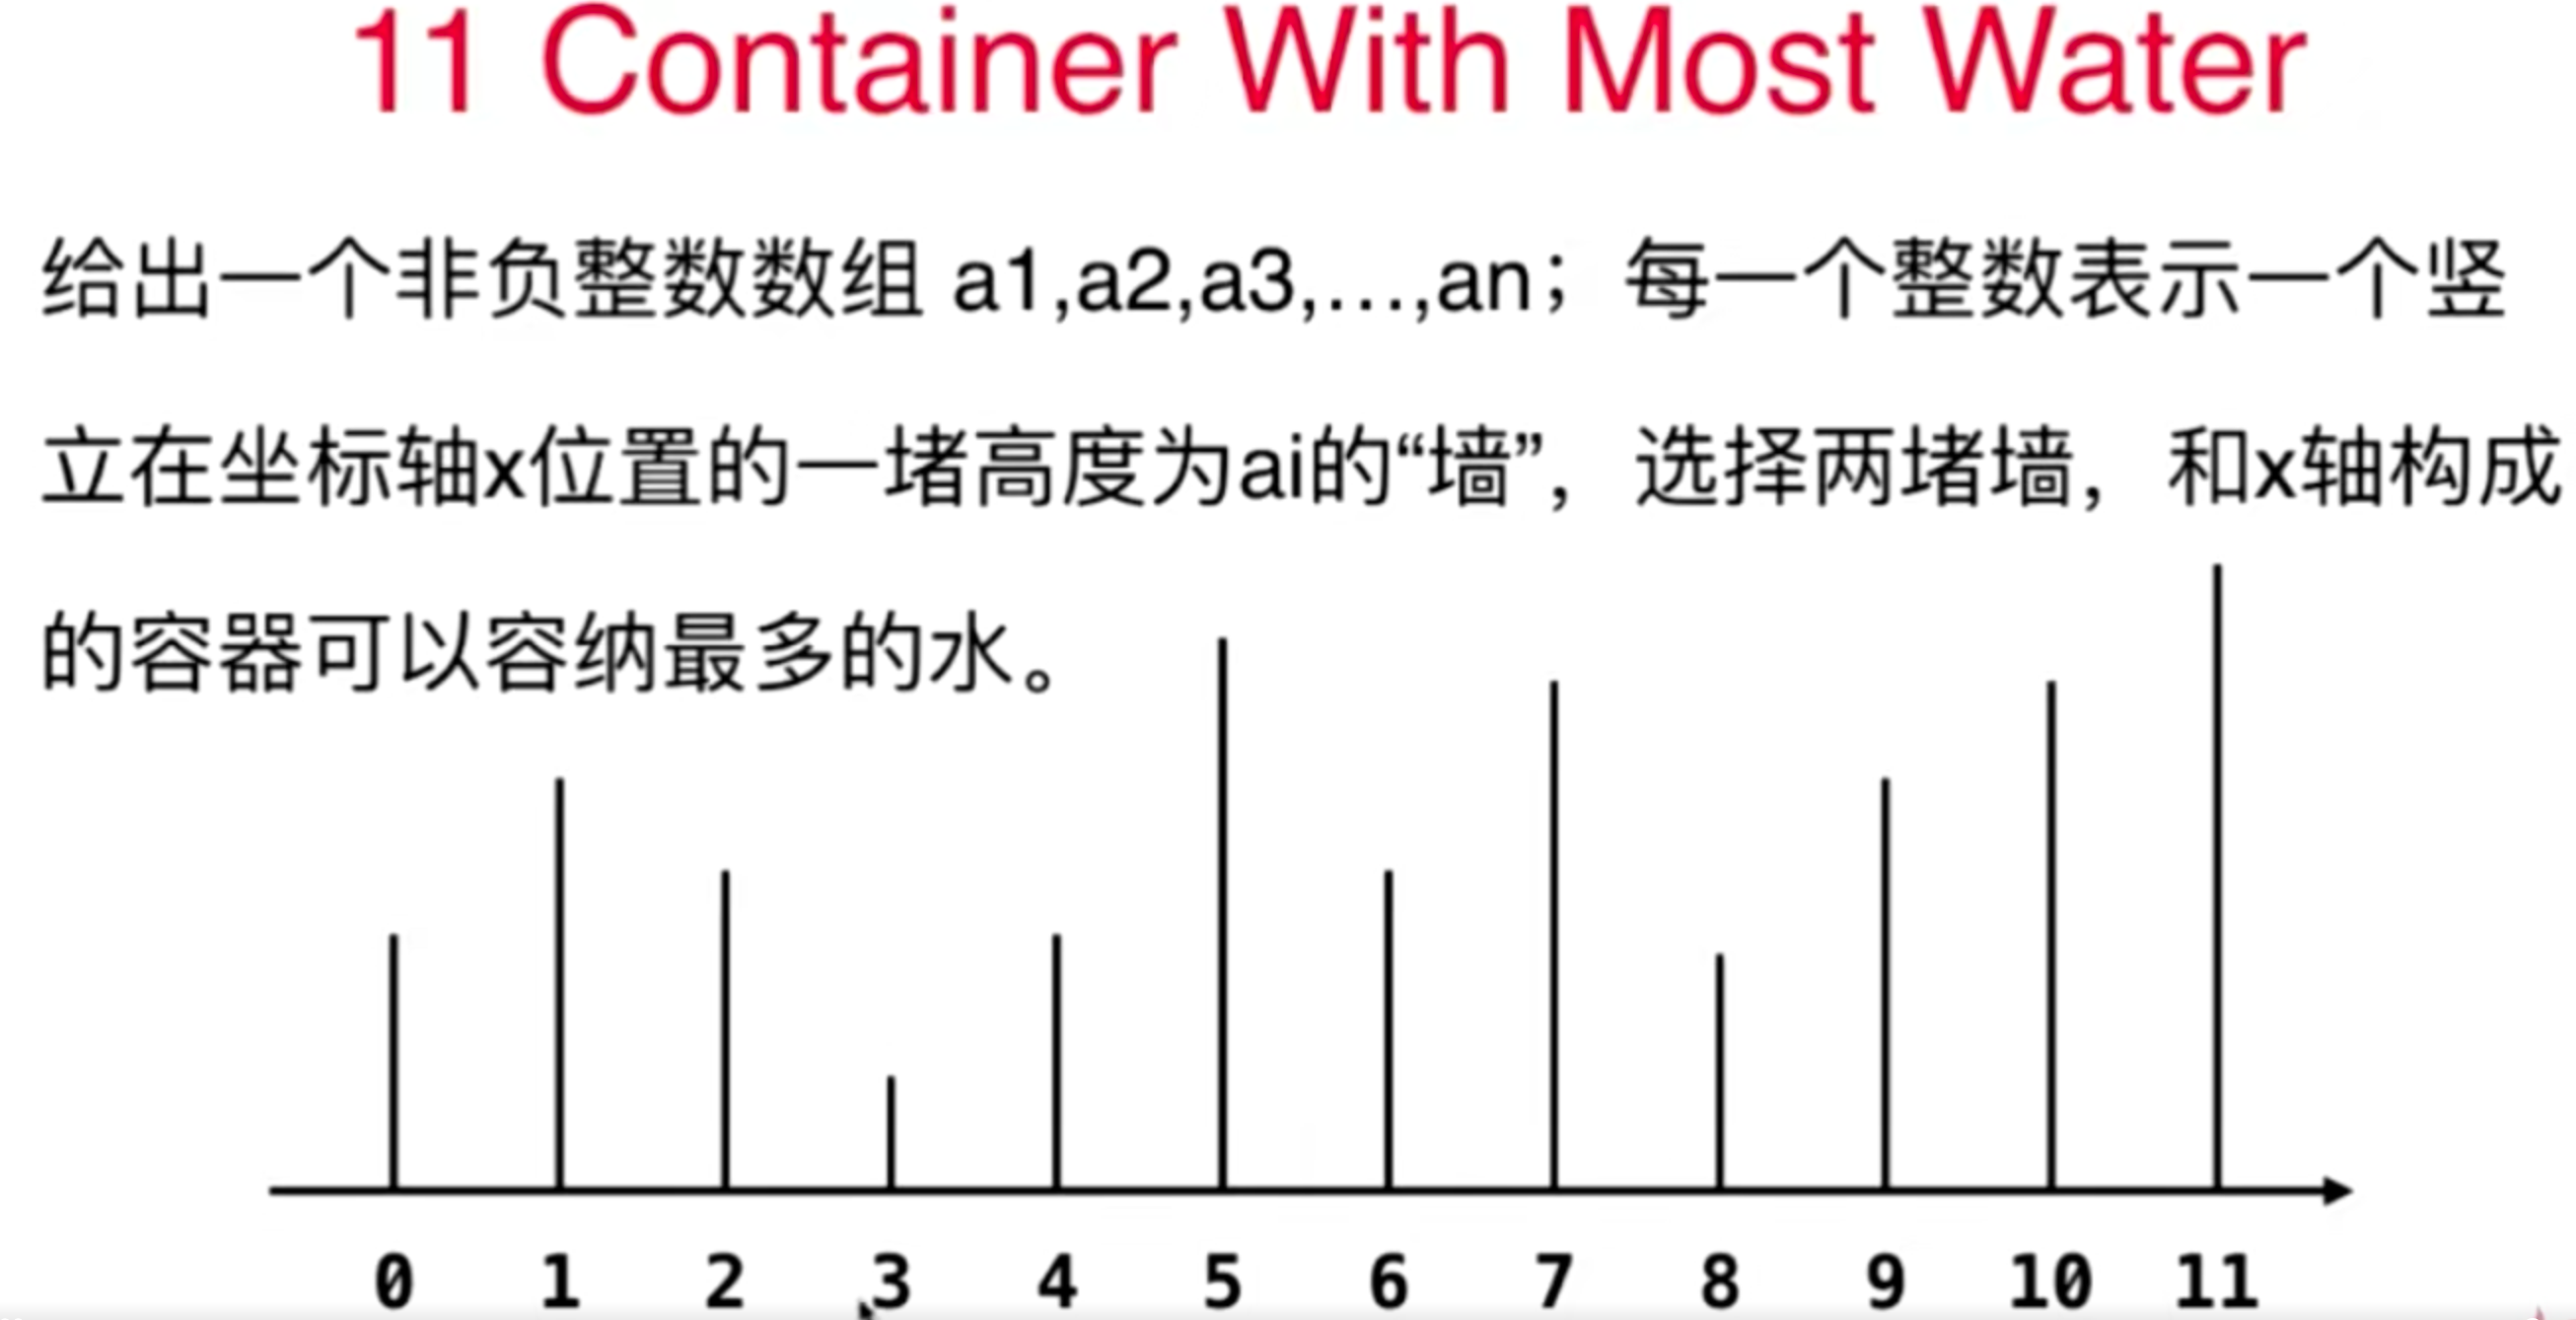 11 Container With Most Water
给出一个非负整数数组 a1,a2,a3,…,an；每一个整数表示一个竖
立在坐标轴x位置的一堵高度为ai的“墙”，选择两堵墙，和x轴构成
的容器可以容纳最多的水。
0 1 2 3 4 5 6 7 8 9 10 11